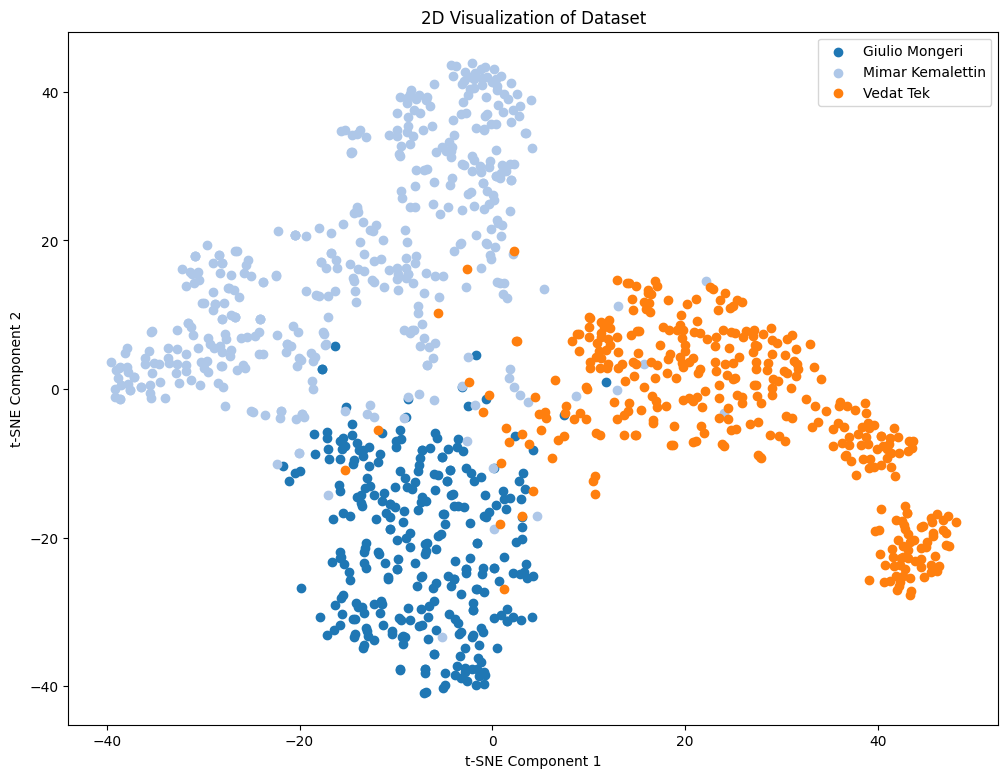 2D Visualization of Dataset
Giulio Mongeri
Mimar Kemalettin
Vedat Tek
t-SNE Component 2
40
20
0
−20
−40
−40
−20
0
20
40
t-SNE Component 1